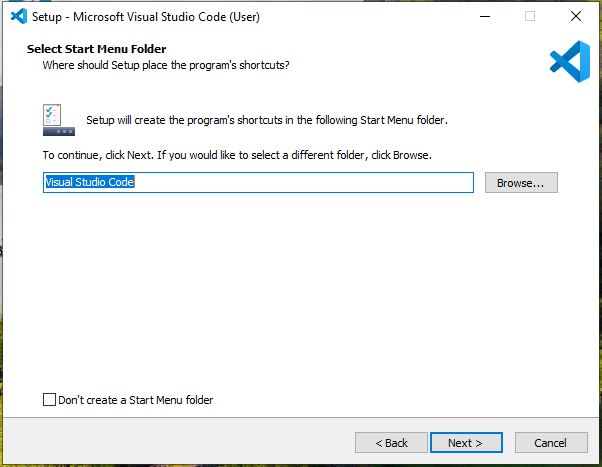 Setup - Microsoft Visual Studio Code (User)
Select Start Menu Folder
Where should Setup place the program's shortcuts?
Setup will create the program's shortcuts in the following Start Menu folder.
To continue, click Next. If you would like to select a different folder, click Browse.
Visual Studio Code
Browse...
Don't create a Start Menu folder
< Back
Next >
Cancel